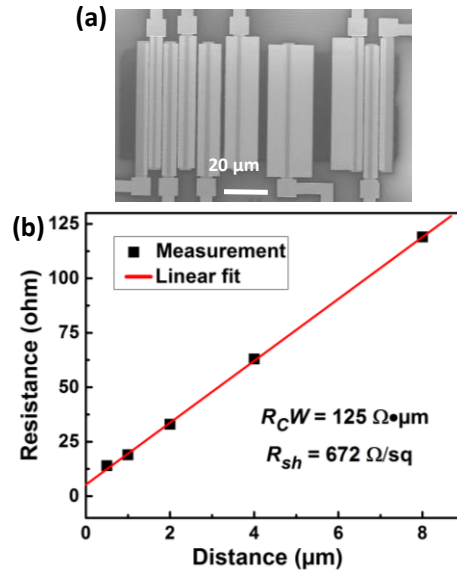 (a)
20 µm
(b)
125
100
75
50
25
0
Resistance (ohm)
Measurement
Linear fit
R_C W = 125 Ω•µm
R_sh = 672 Ω/sq
0 2 4 6 8
Distance (µm)